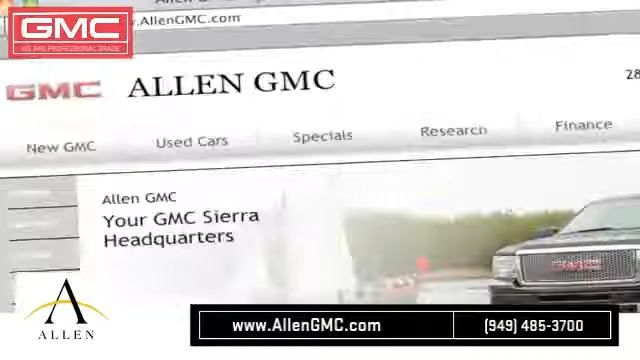 GMC
WE ARE PROFESSIONAL GRADE
.AllenGMC.com
GMC
ALLEN GMC
28
New GMC
Used Cars
Specials
Research
Finance
Allen GMC
Your GMC Sierra
Headquarters
GMC
ALLEN
www.AllenGMC.com
(949) 485-3700